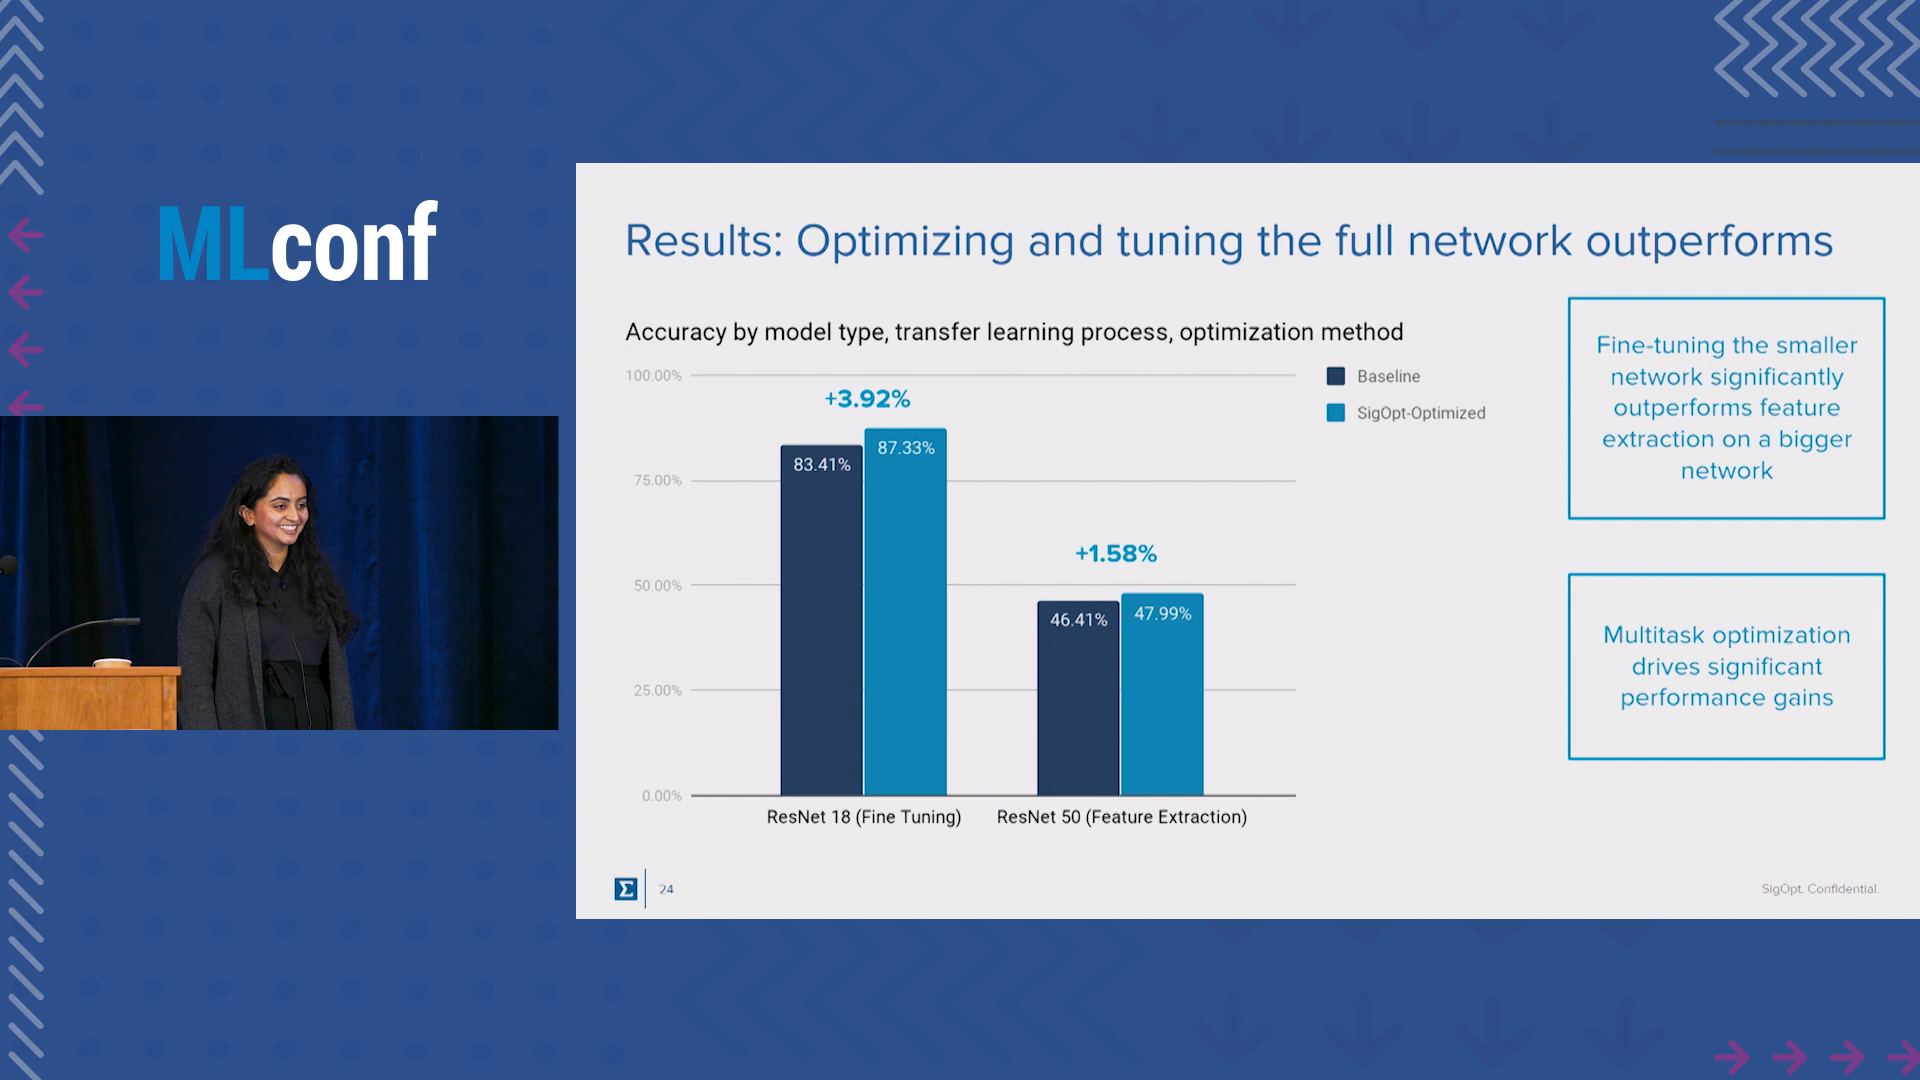 MLconf
Results: Optimizing and tuning the full network outperforms
Accuracy by model type, transfer learning process, optimization method
100.00%
75.00%
50.00%
25.00%
0.00%
+3.92%
83.41%
87.33%
+1.58%
46.41%
47.99%
ResNet 18 (Fine Tuning)
ResNet 50 (Feature Extraction)
Baseline
SigOpt-Optimized
Fine-tuning the smaller
network significantly
outperforms feature
extraction on a bigger
network
Multitask optimization
drives significant
performance gains
Σ
24
SigOpt. Confidential.